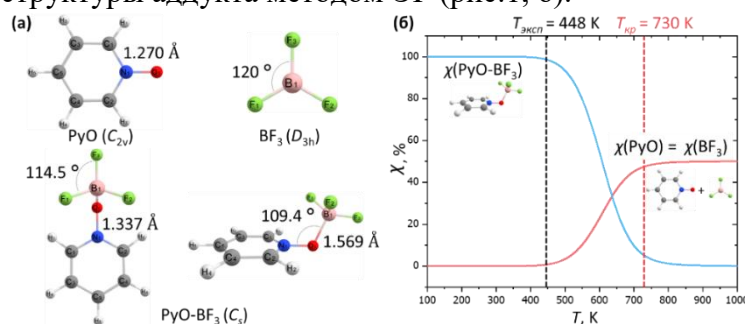 структуры аддукта методом ЭГ (рис.1, б).
(а)
1.270 Å
120 °
PyO (C2v)
BF3 (D3h)
114.5 °
1.337 Å
109.4 °
1.569 Å
PyO-BF3 (Cs)
(б)
Tэксп = 448 K
Tкр = 730 K
χ(PyO-BF3)
χ(PyO) = χ(BF3)
χ, %
100
80
60
40
20
0
100 200 300 400 500 600 700 800 900 1000
T, K